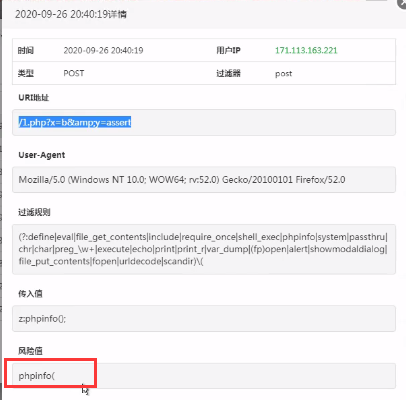 2020-09-26 20:40:19详情
时间 2020-09-26 20:40:19 用户IP 171.113.163.221
类型 POST 过滤器 post
URI地址
/1.php?x=b&amp;y=assert
User-Agent
Mozilla/5.0 (Windows NT 10.0; WOW64; rv:52.0) Gecko/20100101 Firefox/52.0
过滤规则
(?:define|eval|file_get_contents|include|require_once|shell_exec|phpinfo|system|passthru|
chr|char|preg_\w+|execute|echo|print|print_r|var_dump|(fp)open|alert|showmodaldialog|
file_put_contents|fopen|urldecode|scandir)\(
传入值
z:phpinfo();
风险值
phpinfo(